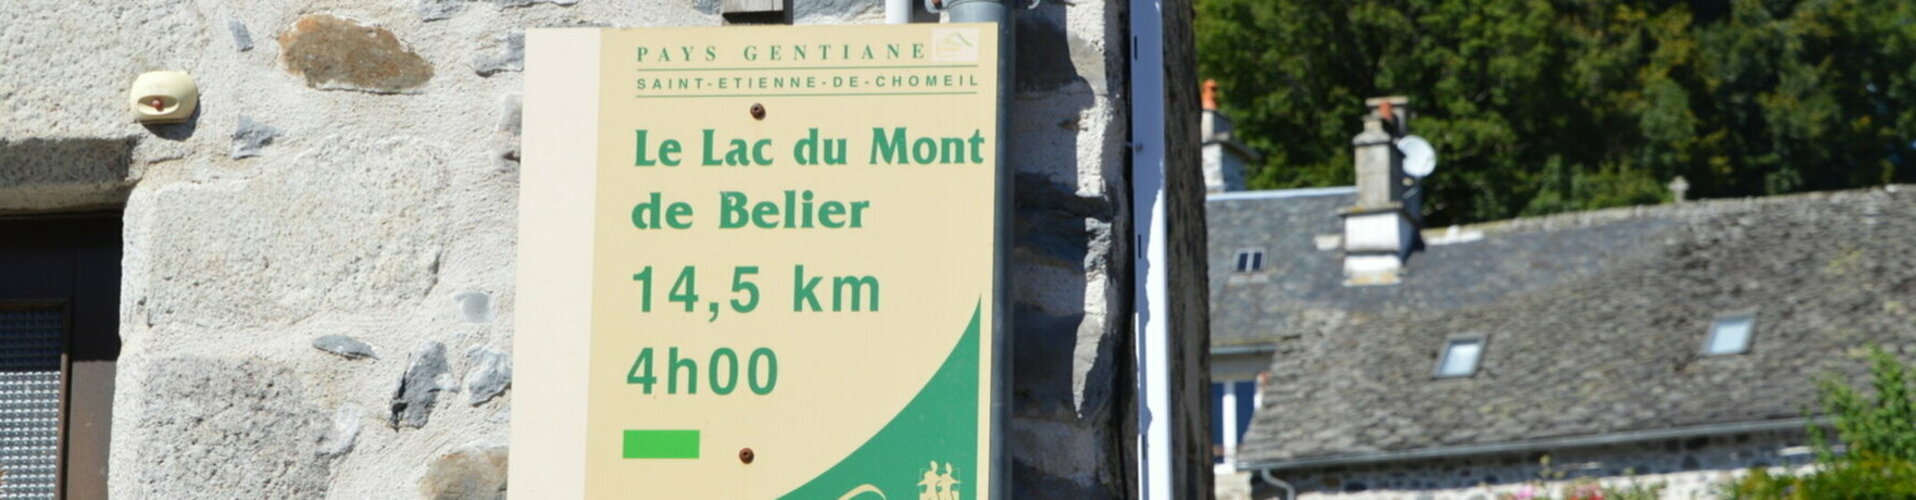 PAYS GENTIANE
SAINT-ETIENNE-DE-CHOMEIL
Le Lac du Mont
de Belier
14,5 km
4h00